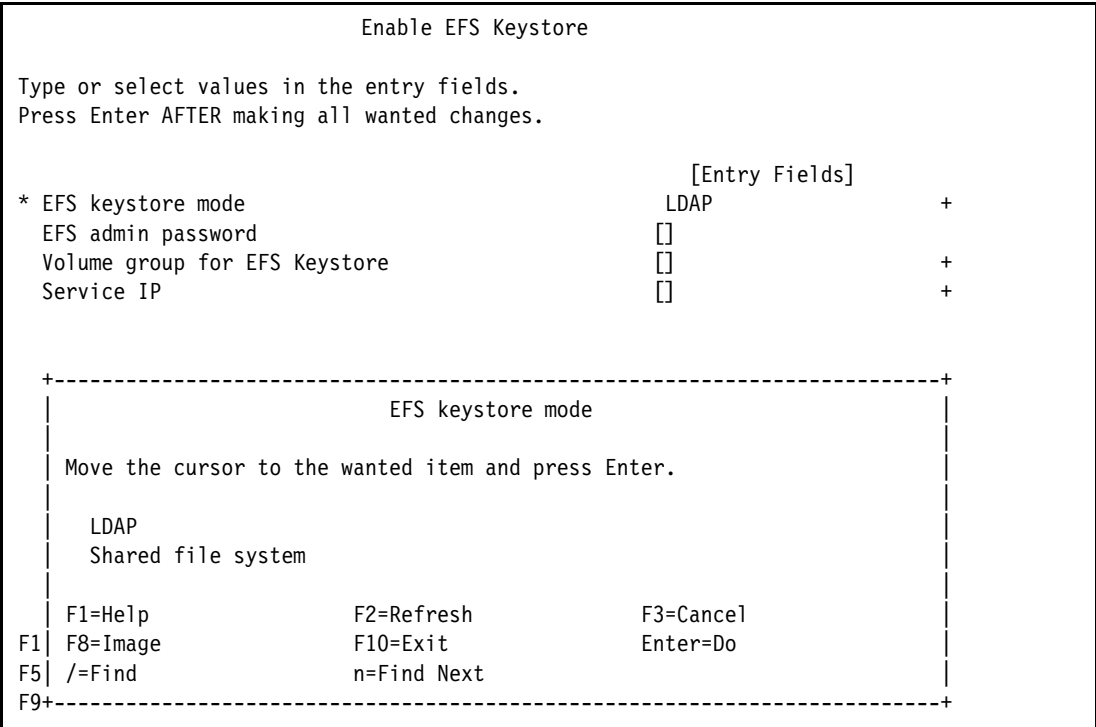 Enable EFS Keystore
Type or select values in the entry fields.
Press Enter AFTER making all wanted changes.
[Entry Fields]
* EFS keystore mode LDAP +
EFS admin password []
Volume group for EFS Keystore [] +
Service IP [] +
+--------------------------------------------------------------------------+
| EFS keystore mode |
| |
| Move the cursor to the wanted item and press Enter. |
| |
| LDAP |
| Shared file system |
| |
| F1=Help F2=Refresh F3=Cancel |
F1| F8=Image F10=Exit Enter=Do |
F5| /=Find n=Find Next |
F9+--------------------------------------------------------------------------+